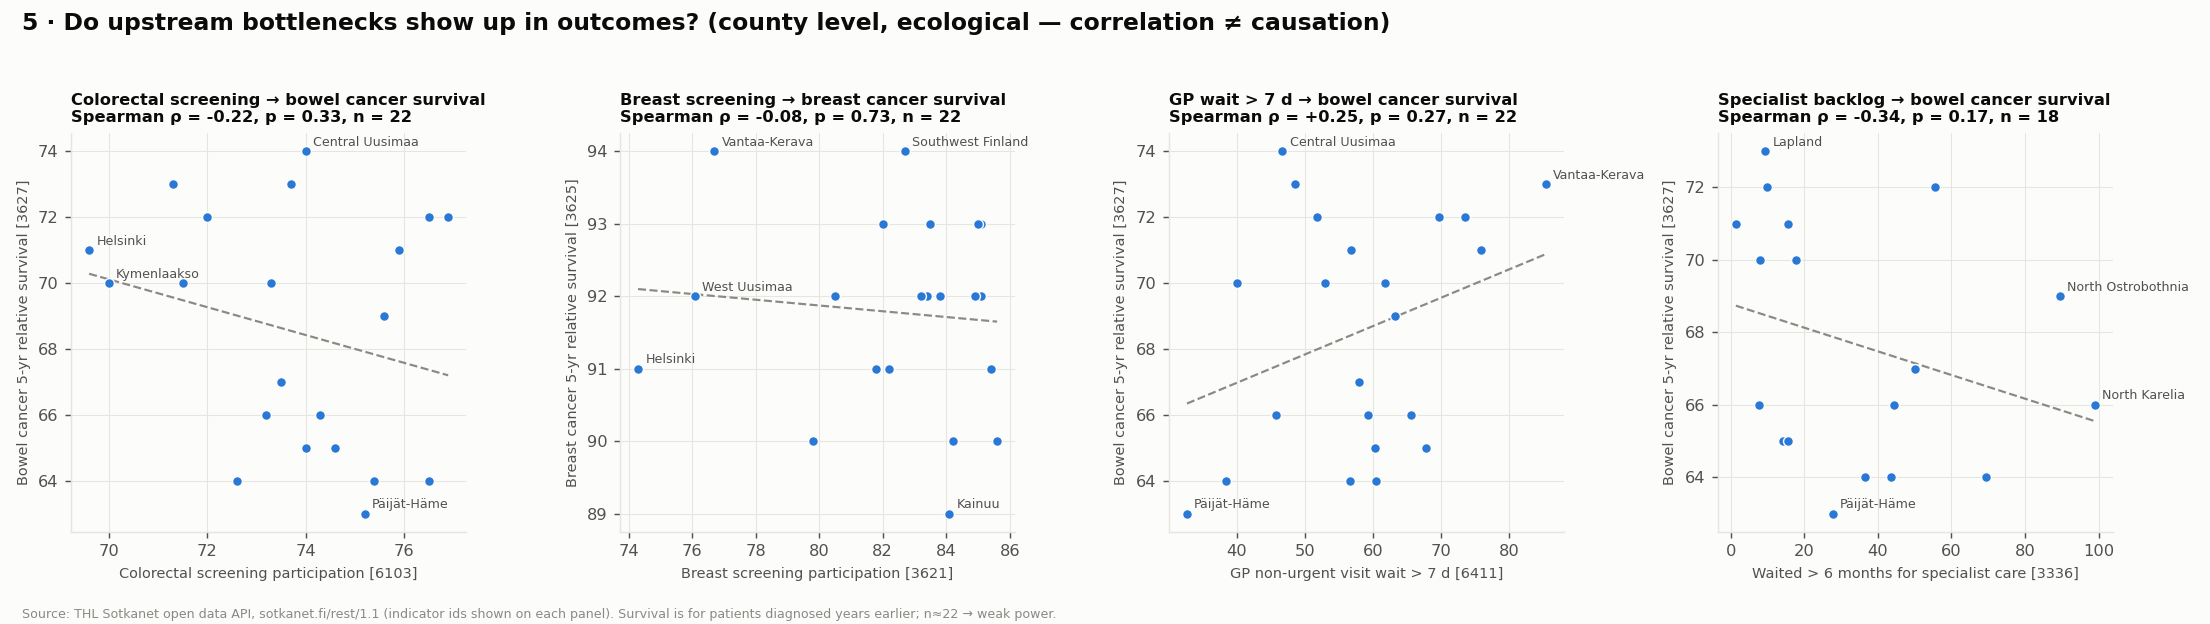 5 · Do upstream bottlenecks show up in outcomes? (county level, ecological — correlation ≠ causation)
Colorectal screening → bowel cancer survival
Spearman ρ = -0.22, p = 0.33, n = 22
Bowel cancer 5-yr relative survival [3627]
74
72
70
68
66
64
Central Uusimaa
Helsinki
Kymenlaakso
Päijät-Häme
70
72
74
76
Colorectal screening participation [6103]
Breast screening → breast cancer survival
Spearman ρ = -0.08, p = 0.73, n = 22
Breast cancer 5-yr relative survival [3625]
94
93
92
91
90
89
Vantaa-Kerava
Southwest Finland
West Uusimaa
Helsinki
Kainuu
74
76
78
80
82
84
86
Breast screening participation [3621]
GP wait > 7 d → bowel cancer survival
Spearman ρ = +0.25, p = 0.27, n = 22
Bowel cancer 5-yr relative survival [3627]
74
72
70
68
66
64
Central Uusimaa
Vantaa-Kerava
Päijät-Häme
40
50
60
70
80
GP non-urgent visit wait > 7 d [6411]
Specialist backlog → bowel cancer survival
Spearman ρ = -0.34, p = 0.17, n = 18
Bowel cancer 5-yr relative survival [3627]
72
70
68
66
64
Lapland
North Ostrobothnia
North Karelia
Päijät-Häme
0
20
40
60
80
100
Waited > 6 months for specialist care [3336]
Source: THL Sotkanet open data API, sotkanet.fi/rest/1.1 (indicator ids shown on each panel). Survival is for patients diagnosed years earlier; n≈22 → weak power.